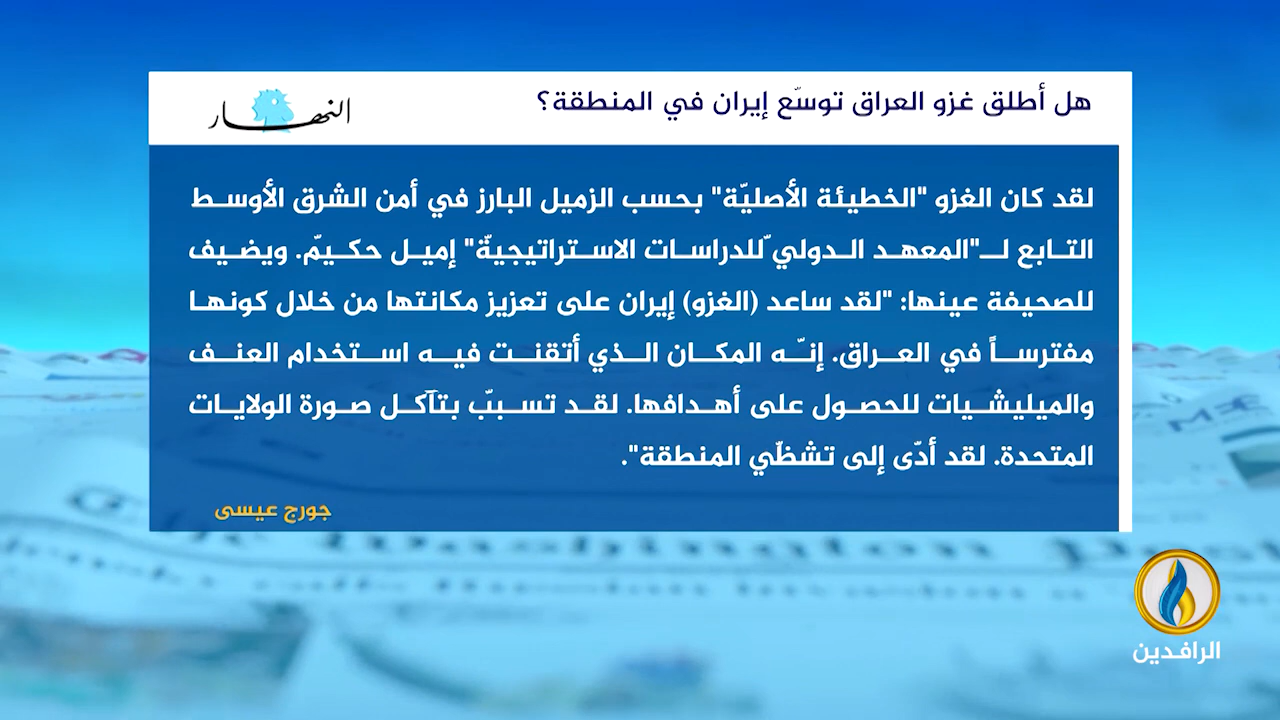 هل أطلق غزو العراق توسّع إيران في المنطقة؟
النهار
لقد كان الغزو "الخطيئة الأصليّة" بحسب الزميل البارز في أمن الشرق الأوسط
التابع لـ"المعهد الدوليّ للدراسات الاستراتيجيّة" إميل حكيمّ. ويضيف
للصحيفة عينها: "لقد ساعد (الغزو) إيران على تعزيز مكانتها من خلال كونها
مفترساً في العراق. إنّه المكان الذي أتقنت فيه استخدام العنف
والميليشيات للحصول على أهدافها. لقد تسببّ بتآكل صورة الولايات
المتحدة. لقد أدّى إلى تشظّي المنطقة".
جورج عيسى
الرافدين